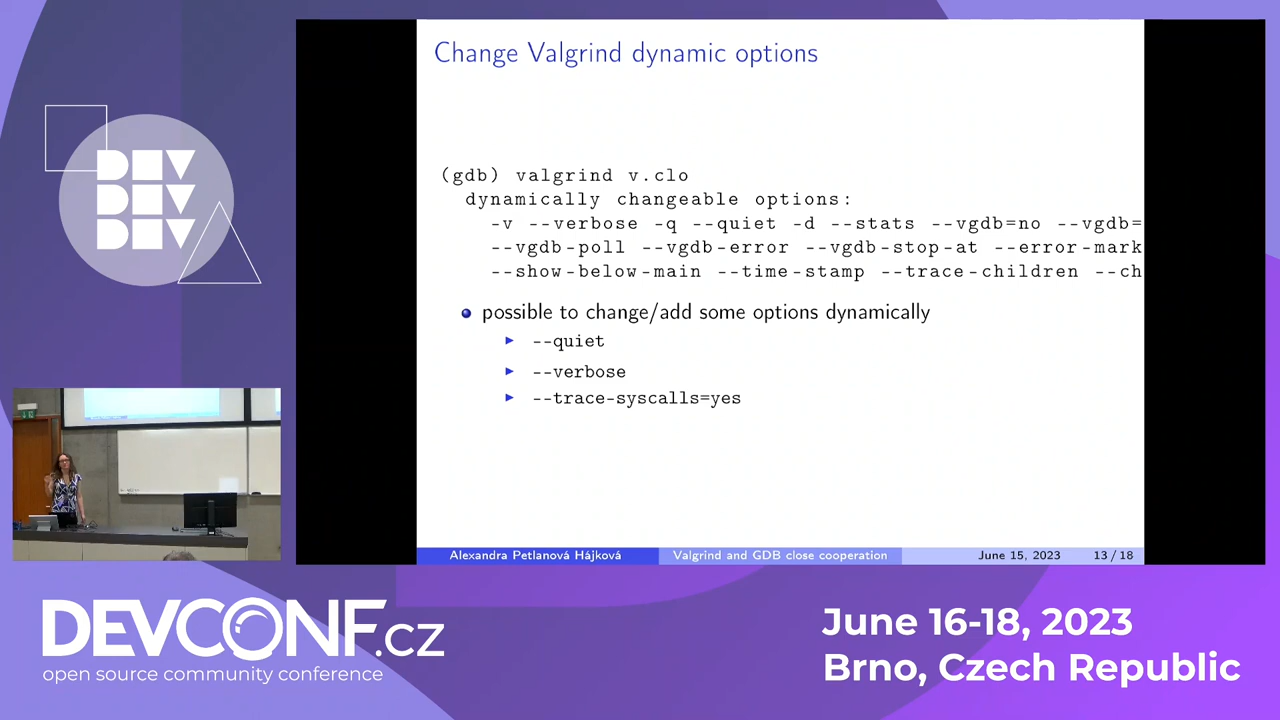 Change Valgrind dynamic options
(gdb) valgrind v.clo
dynamically changeable options:
-v --verbose -q --quiet -d --stats --vgdb=no --vgdb=
--vgdb-poll --vgdb-error --vgdb-stop-at --error-mark
--show-below-main --time-stamp --trace-children --ch
possible to change/add some options dynamically
--quiet
--verbose
--trace-syscalls=yes
Alexandra Petlanová Hájková Valgrind and GDB close cooperation June 15, 2023 13 / 18
DEV
DEV
DEV
DEVCONF.cz
open source community conference
June 16-18, 2023
Brno, Czech Republic